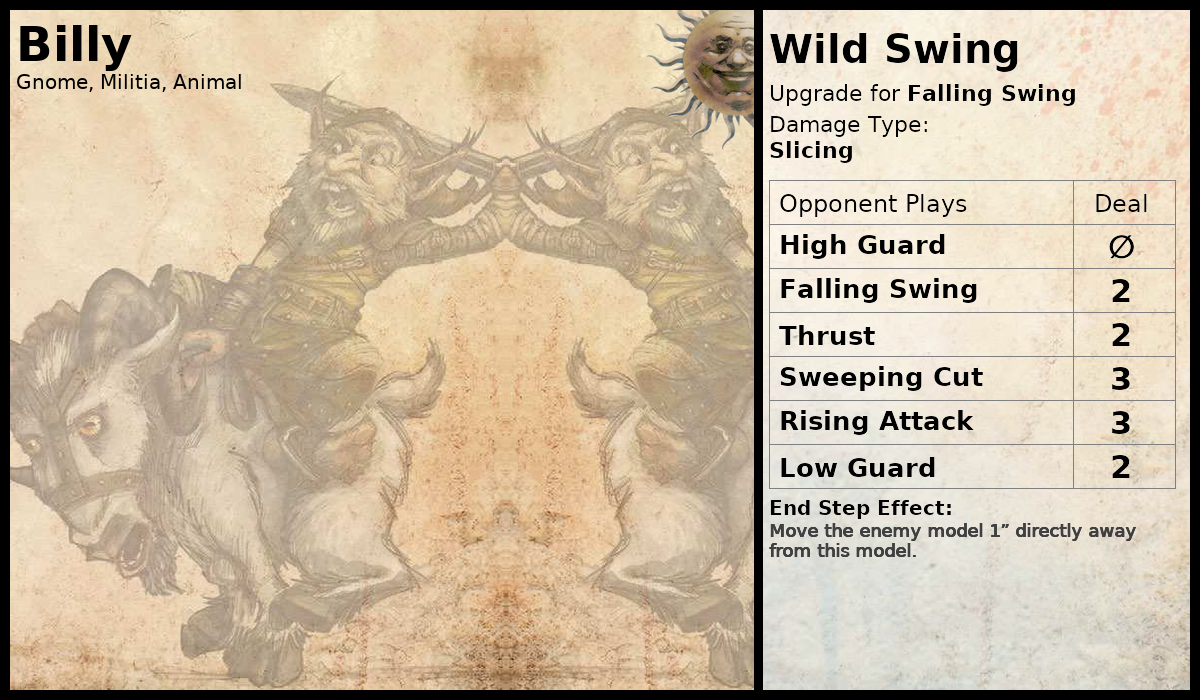 Billy
Gnome, Militia, Animal
Wild Swing
Upgrade for Falling Swing
Damage Type:
Slicing
Opponent Plays Deal
High Guard ∅
Falling Swing 2
Thrust 2
Sweeping Cut 3
Rising Attack 3
Low Guard 2
End Step Effect:
Move the enemy model 1” directly away
from this model.